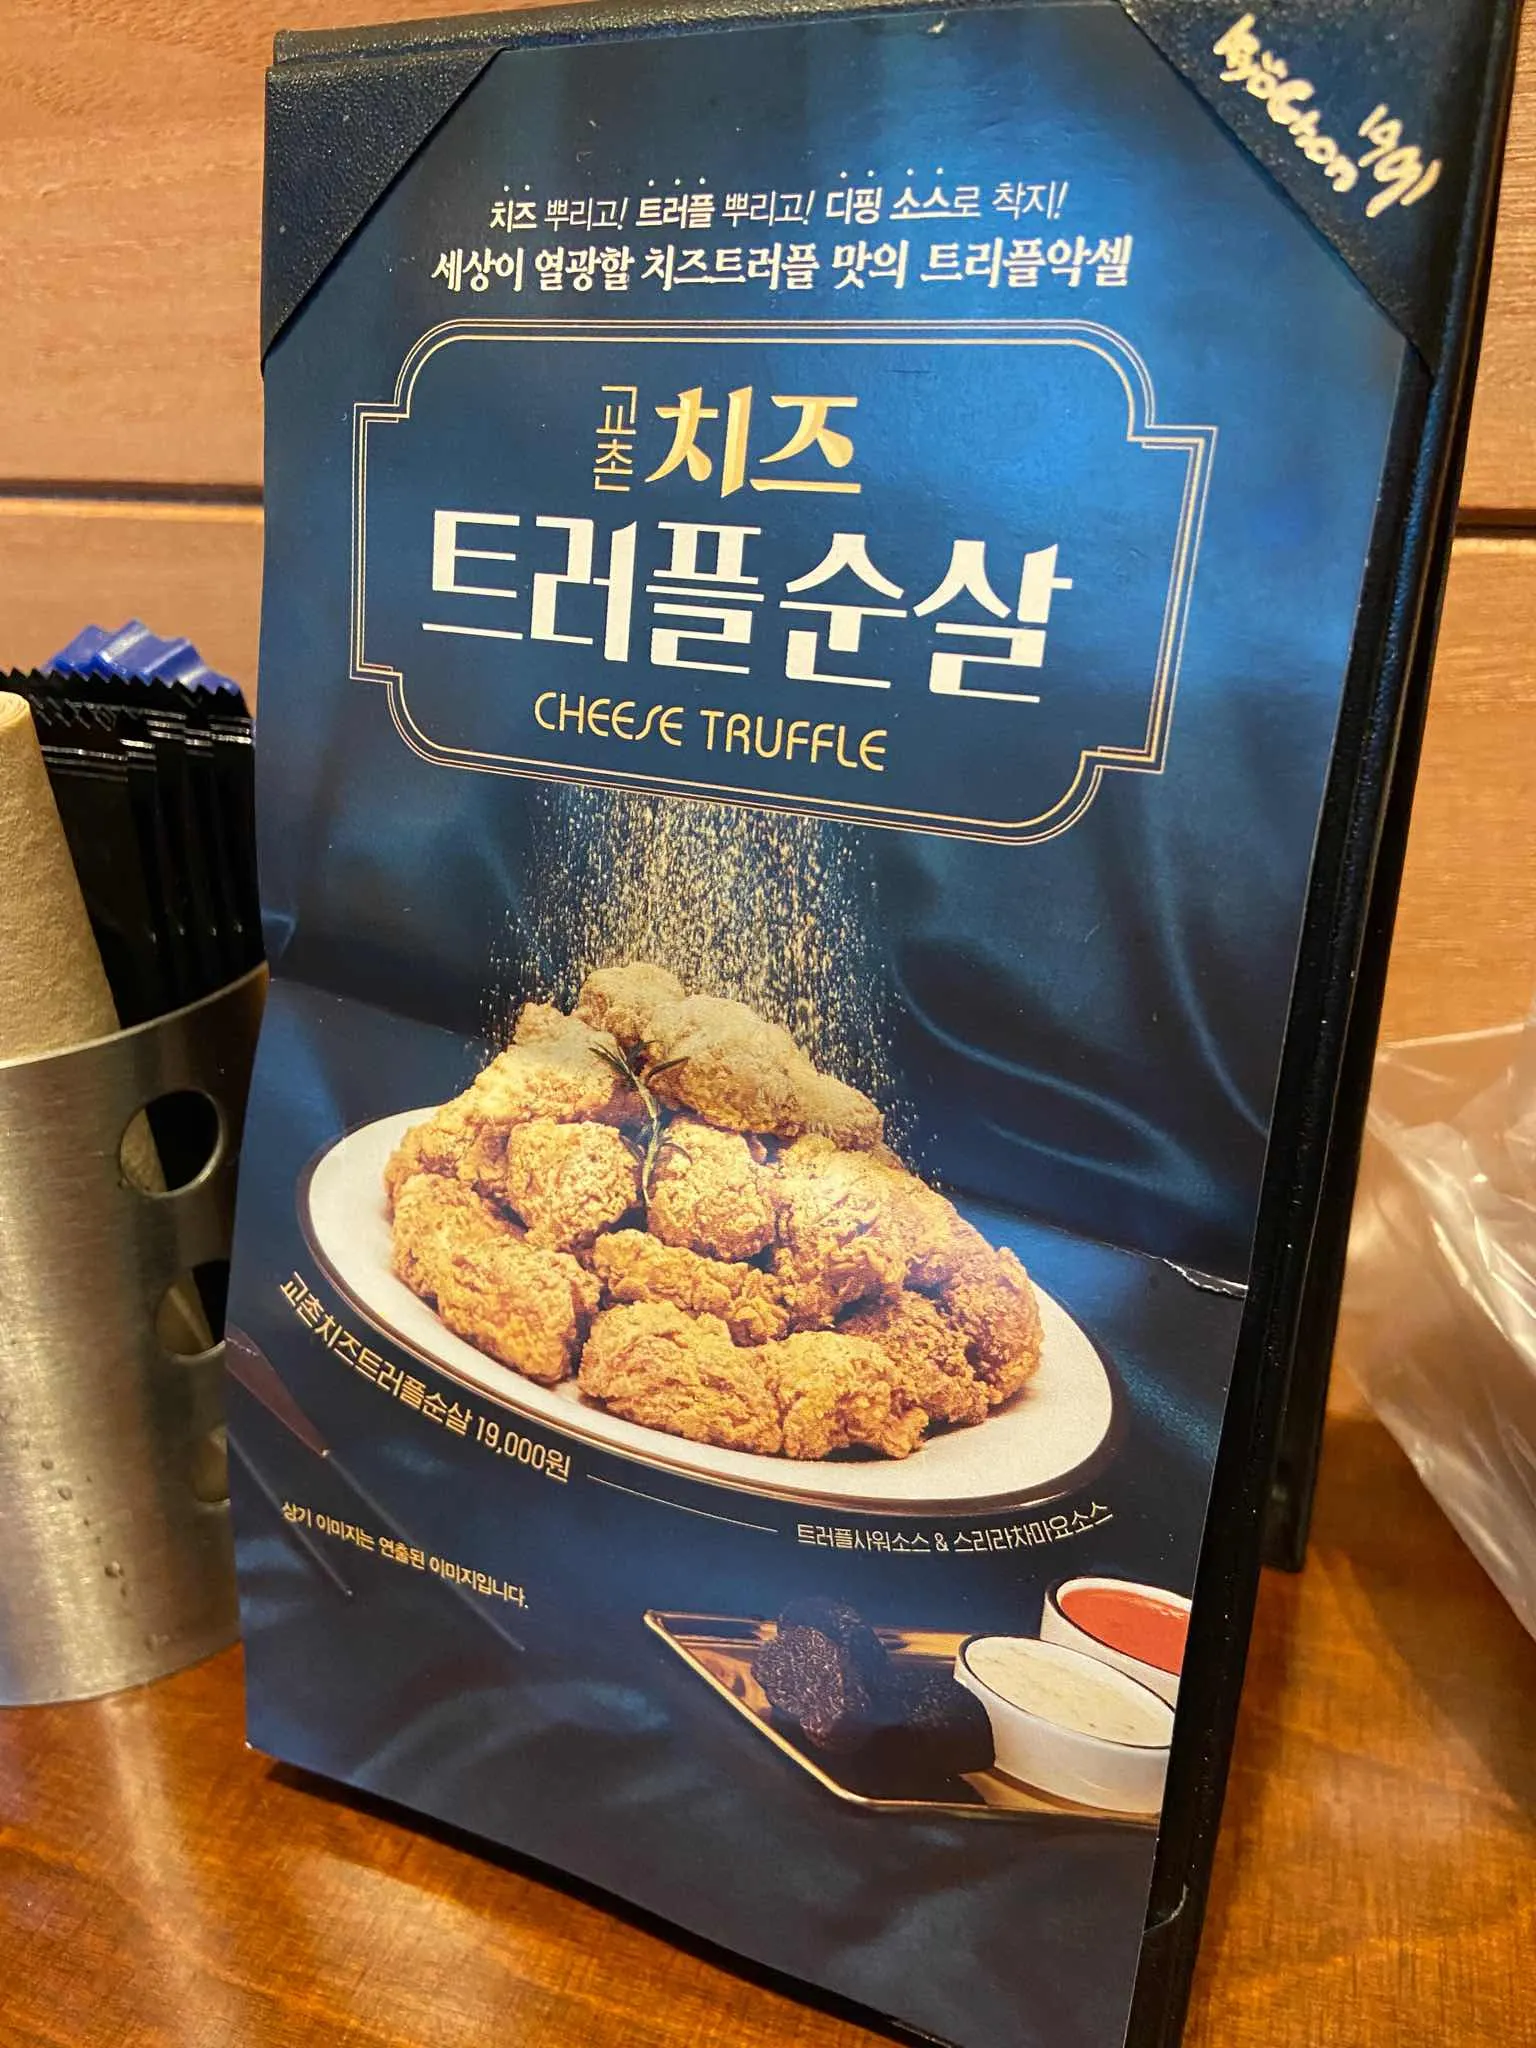 KyoChon 1991
치즈 뿌리고! 트러플 뿌리고! 디핑 소스로 착지!
세상이 열광할 치즈트러플 맛의 트리플악셀
교촌 치즈
트러플순살
CHEESE TRUFFLE
교촌치즈트러플순살 19,000원
트러플사워소스 & 스리라차마요소스
상기 이미지는 연출된 이미지입니다.